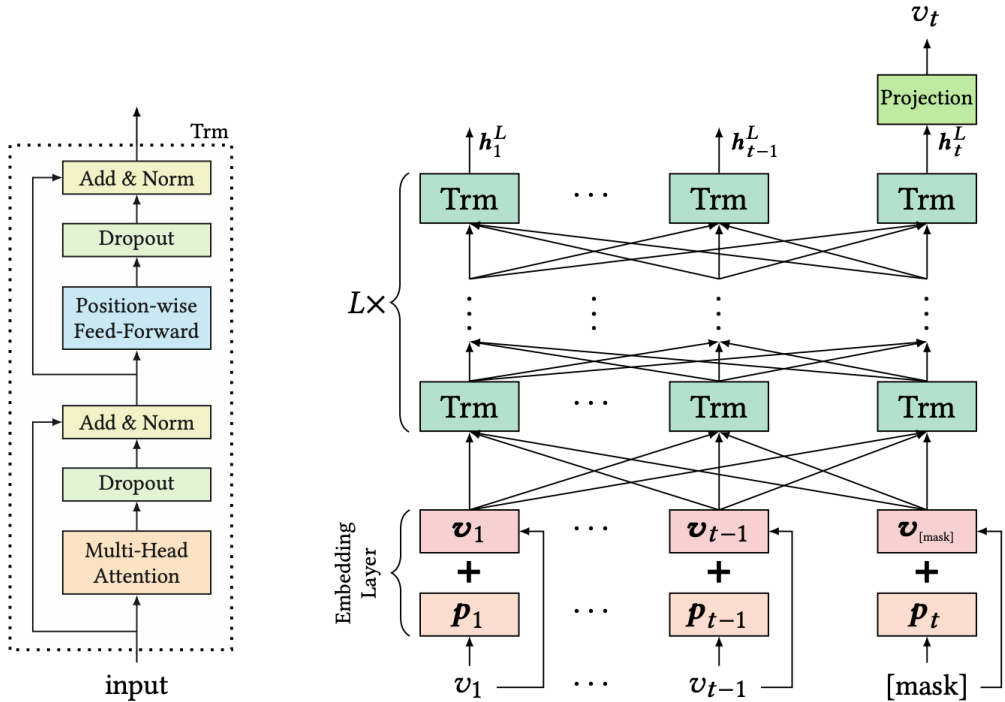 Trm
Add & Norm
Dropout
Position-wise
Feed-Forward
Add & Norm
Dropout
Multi-Head
Attention
input
v_t
Projection
h_1^L
h_{t-1}^L
h_t^L
Trm ··· Trm Trm
L×
Trm ··· Trm Trm
Embedding
Layer
v_1 ··· v_{t-1} v_{[mask]}
+ + +
p_1 ··· p_{t-1} p_t
v_1 ··· v_{t-1} [mask]